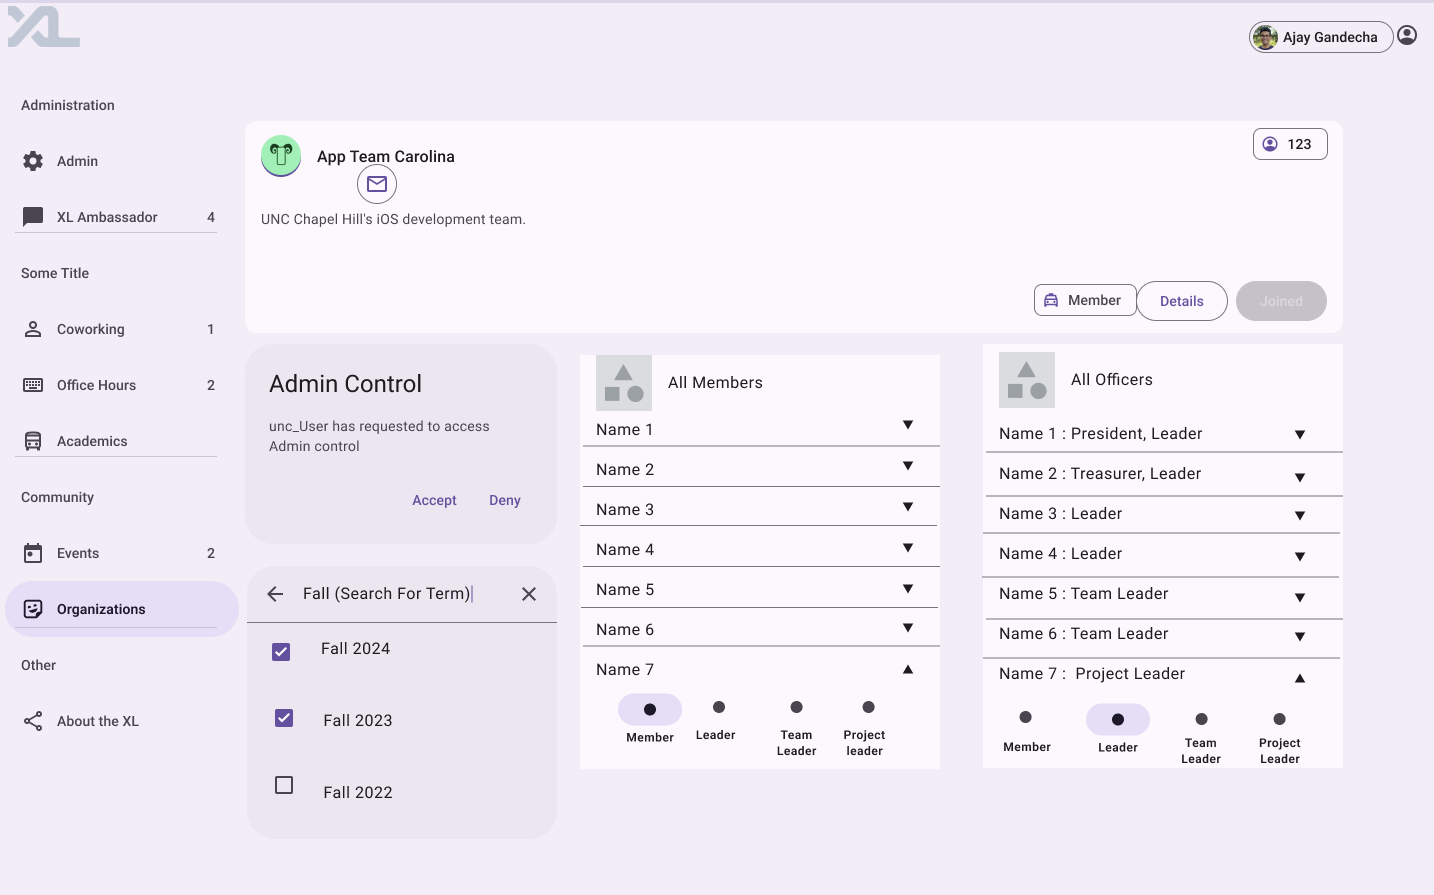 XL
Ajay Gandecha
Administration
Admin
XL Ambassador 4
Some Title
Coworking 1
Office Hours 2
Academics
Community
Events 2
Organizations
Other
About the XL
App Team Carolina
123
UNC Chapel Hill's iOS development team.
Member
Details
Joined
Admin Control
unc_User has requested to access
Admin control
Accept
Deny
Fall (Search For Term)
Fall 2024
Fall 2023
Fall 2022
All Members
Name 1
Name 2
Name 3
Name 4
Name 5
Name 6
Name 7
Member
Leader
Team
Leader
Project
leader
All Officers
Name 1 : President, Leader
Name 2 : Treasurer, Leader
Name 3 : Leader
Name 4 : Leader
Name 5 : Team Leader
Name 6 : Team Leader
Name 7 :  Project Leader
Member
Leader
Team
Leader
Project
Leader